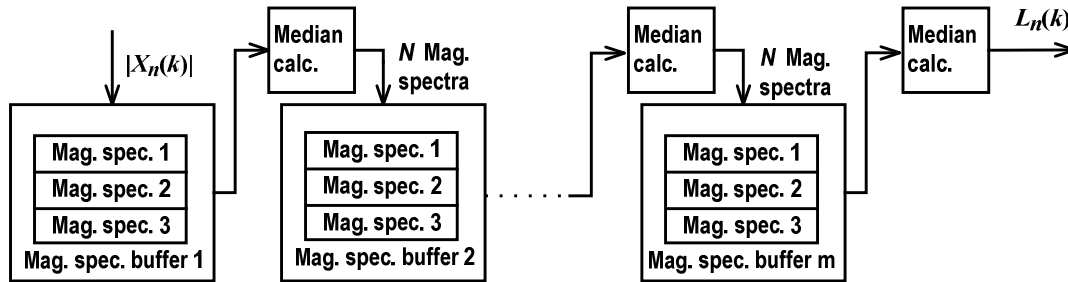 |Xn(k)|
Mag. spec. 1
Mag. spec. 2
Mag. spec. 3
Mag. spec. buffer 1
Median
calc.
N Mag.
spectra
Mag. spec. 1
Mag. spec. 2
Mag. spec. 3
Mag. spec. buffer 2
Median
calc.
N Mag.
spectra
Mag. spec. 1
Mag. spec. 2
Mag. spec. 3
Mag. spec. buffer m
Median
calc.
Ln(k)